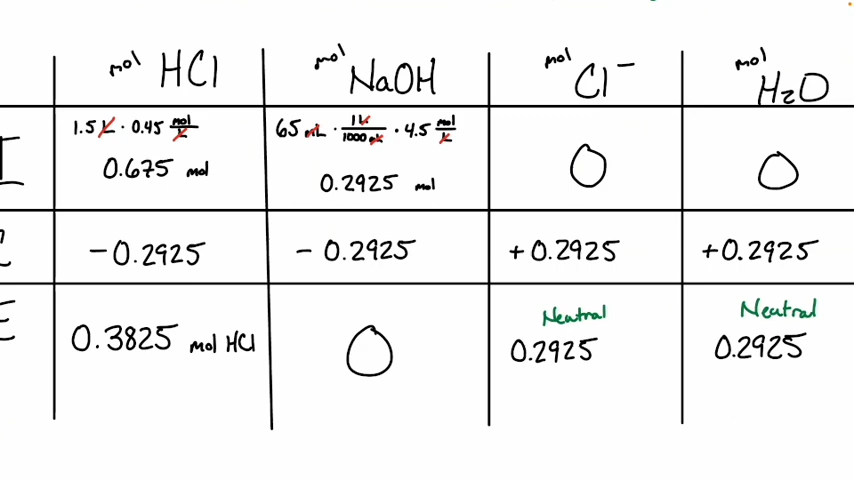 mol HCl
mol NaOH
mol Cl⁻
mol H₂O
I
1.5 L · 0.45 mol/L
0.675 mol
65 mL · 1 L/1000 mL · 4.5 mol/L
0.2925 mol
0
0
C
-0.2925
- 0.2925
+0.2925
+0.2925
E
0.3825 mol HCl
0
Neutral
0.2925
Neutral
0.2925